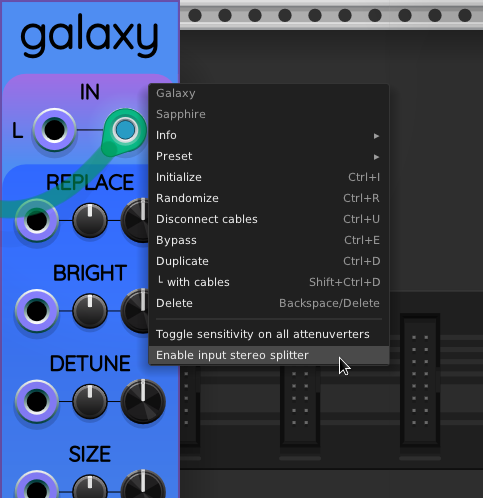 galaxy
IN
L
REPLACE
BRIGHT
DETUNE
SIZE
Galaxy
Sapphire
Info
Preset
Initialize Ctrl+I
Randomize Ctrl+R
Disconnect cables Ctrl+U
Bypass Ctrl+E
Duplicate Ctrl+D
└ with cables Shift+Ctrl+D
Delete Backspace/Delete
Toggle sensitivity on all attenuverters
Enable input stereo splitter